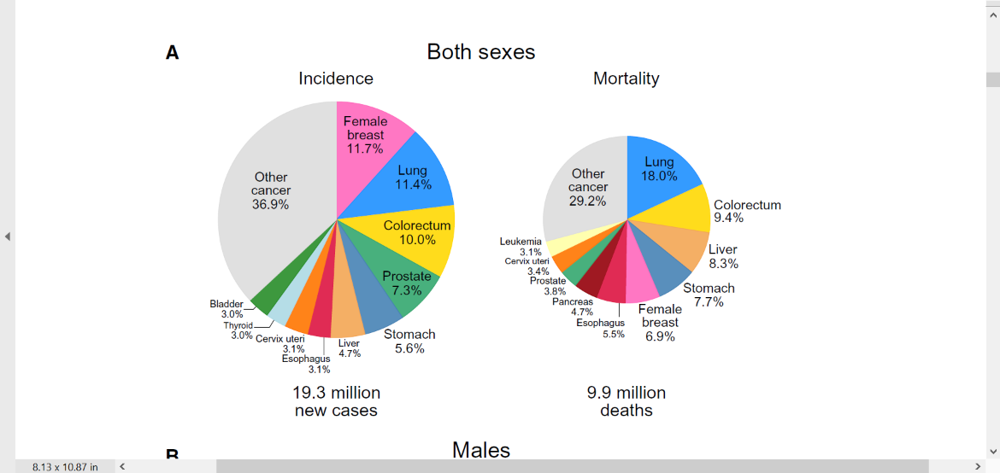 A
Both sexes
Incidence
Female
breast
11.7%
Lung
11.4%
Colorectum
10.0%
Prostate
7.3%
Stomach
5.6%
Liver
4.7%
Esophagus
3.1%
Cervix uteri
3.1%
Thyroid
3.0%
Bladder
3.0%
Other
cancer
36.9%
19.3 million
new cases
Mortality
Lung
18.0%
Colorectum
9.4%
Liver
8.3%
Stomach
7.7%
Female
breast
6.9%
Esophagus
5.5%
Pancreas
4.7%
Prostate
3.8%
Cervix uteri
3.4%
Leukemia
3.1%
Other
cancer
29.2%
9.9 million
deaths
B
Males
8.13 x 10.87 in